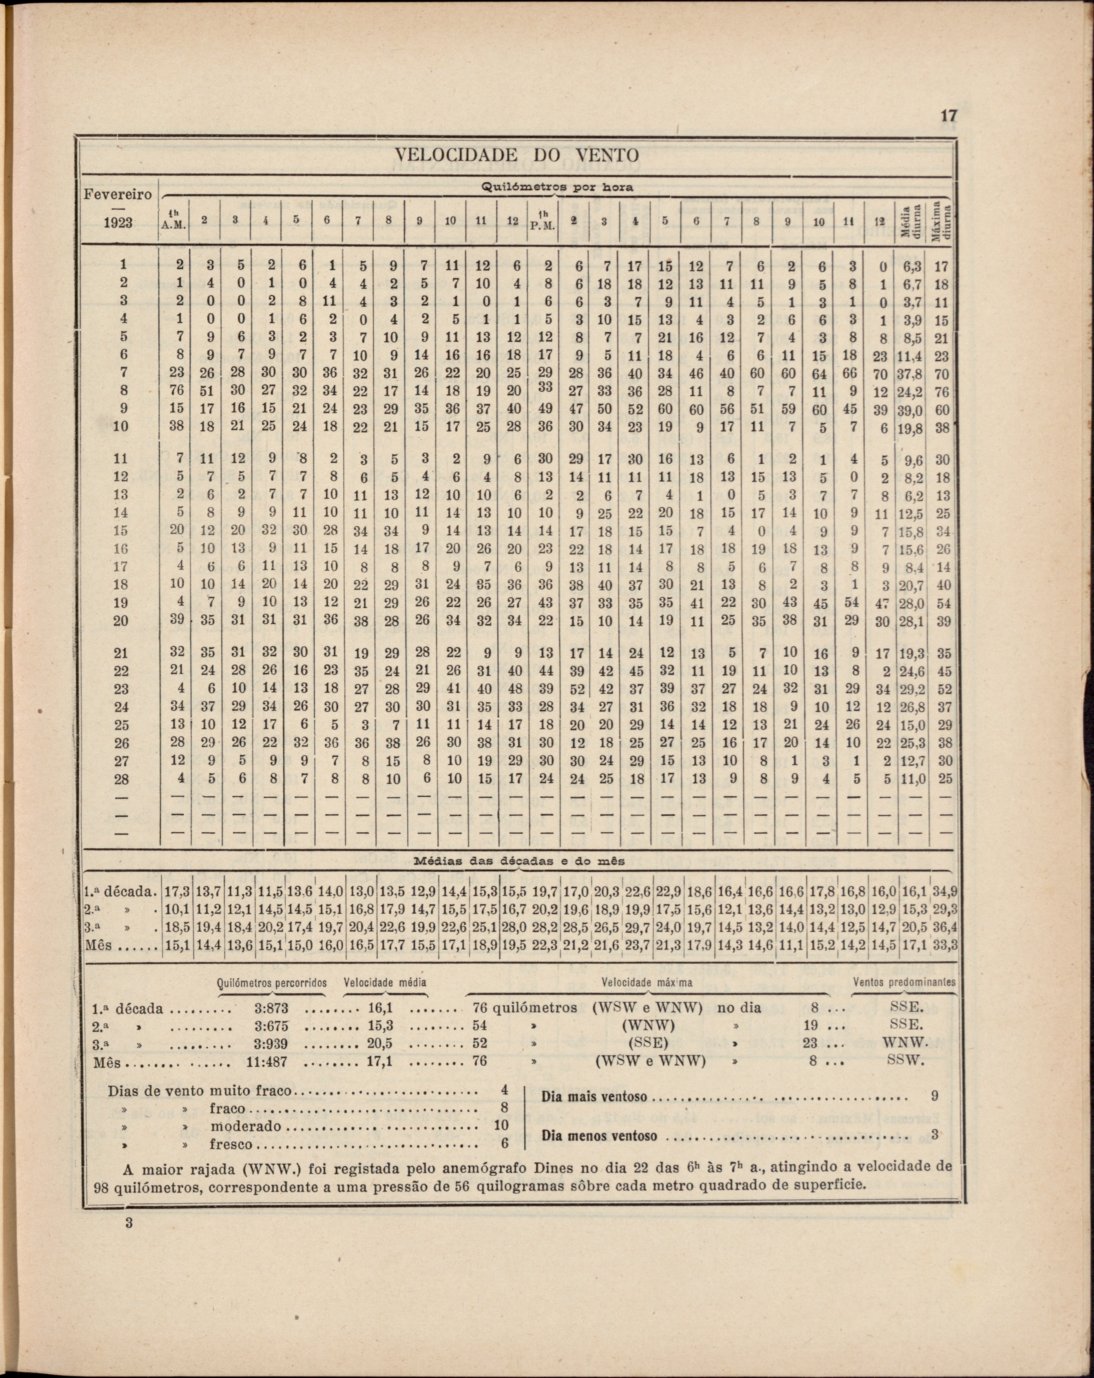 17
VELOCIDADE DO VENTO
Fevereiro — 1923 Quilómetros por hora
1h A.M. 2 3 4 5 6 7 8 9 10 11 12 1h P.M. 2 3 4 5 6 7 8 9 10 11 12 Média diurna Máxima diurna
1 2 3 5 2 6 1 5 9 7 11 12 6 2 6 7 17 15 12 7 6 2 6 3 0 6,3 17
2 1 4 0 1 0 4 4 2 5 7 10 4 8 6 18 18 12 13 11 11 9 5 8 1 6,7 18
3 2 0 0 2 8 11 4 3 2 1 0 1 6 6 3 7 9 11 4 5 1 3 1 0 3,7 11
4 1 0 0 1 6 2 0 4 2 5 1 1 5 3 10 15 13 4 3 2 6 6 3 1 3,9 15
5 7 9 6 3 2 3 7 10 9 11 13 12 12 8 7 7 21 16 12 7 4 3 8 8 8,5 21
6 8 9 7 9 7 7 10 9 14 16 16 18 17 9 5 11 18 4 6 6 11 15 18 23 11,4 23
7 23 26 28 30 30 36 32 31 26 22 20 25 29 28 36 40 34 46 40 60 60 64 66 70 37,8 70
8 76 51 30 27 32 34 22 17 14 18 19 20 33 27 33 36 28 11 8 7 7 11 9 12 24,2 76
9 15 17 16 15 21 24 23 29 35 36 37 40 49 47 50 52 60 60 56 51 59 60 45 39 39,0 60
10 38 18 21 25 24 18 22 21 15 17 25 28 36 30 34 23 19 9 17 11 7 5 7 6 19,8 38
11 7 11 12 9 8 2 3 5 3 2 9 6 30 29 17 30 16 13 6 1 2 1 4 5 9,6 30
12 5 7 5 7 7 8 6 5 4 6 4 8 13 14 11 11 11 18 13 15 13 5 0 2 8,2 18
13 2 6 2 7 7 10 11 13 12 10 10 6 2 2 6 7 4 1 0 5 3 7 7 8 6,2 13
14 5 8 9 9 11 10 11 10 11 14 13 10 10 9 25 22 20 18 15 17 14 10 9 11 12,5 25
15 20 12 20 32 30 28 34 34 9 14 13 14 14 17 18 15 15 7 4 0 4 9 9 7 15,8 34
16 5 10 13 9 11 15 14 18 17 20 26 20 23 22 18 14 17 18 18 19 18 13 9 7 15,6 26
17 4 6 6 11 13 10 8 8 8 9 7 6 9 13 11 14 8 8 5 6 7 8 8 9 8,4 14
18 10 10 14 20 14 20 22 29 31 24 35 36 36 38 40 37 30 21 13 8 2 3 1 3 20,7 40
19 4 7 9 10 13 12 21 29 26 22 26 27 43 37 33 35 35 41 22 30 43 45 54 47 28,0 54
20 39 35 31 31 31 36 38 28 26 34 32 34 22 15 10 14 19 11 25 35 38 31 29 30 28,1 39
21 32 35 31 32 30 31 19 29 28 22 9 9 13 17 14 24 12 13 5 7 10 16 9 17 19,3 35
22 21 24 28 26 16 23 35 24 21 26 31 40 44 39 42 45 32 11 19 11 10 13 8 2 24,6 45
23 4 6 10 14 13 18 27 28 29 41 40 48 39 52 42 37 39 37 27 24 32 31 29 34 29,2 52
24 34 37 29 34 26 30 27 30 30 31 35 33 28 34 27 31 36 32 18 18 9 10 12 12 26,8 37
25 13 10 12 17 6 5 3 7 11 11 14 17 18 20 20 29 14 14 12 13 21 24 26 24 15,0 29
26 28 29 26 22 32 36 36 38 26 30 38 31 30 12 18 25 27 25 16 17 20 14 10 22 25,3 38
27 12 9 5 9 9 7 8 15 8 10 19 29 30 30 24 29 15 13 10 8 1 3 1 2 12,7 30
28 4 5 6 8 7 8 8 10 6 10 15 17 24 24 25 18 17 13 9 8 9 4 5 5 11,0 25
— — — — — — — — — — — — — — — — — — — — — — — — — — —
— — — — — — — — — — — — — — — — — — — — — — — — — — —
— — — — — — — — — — — — — — — — — — — — — — — — — — —
Médias das décadas e do mês
1.ª década. 17,3 13,7 11,3 11,5 13.6 14,0 13,0 13.5 12,9 14,4 15,3 15,5 19,7 17,0 20,3 22,6 22,9 18,6 16,4 16,6 16,6 17,8 16,8 16,0 16,1 34,9
2.ª » . 10,1 11,2 12,1 14,5 14,5 15,1 16,8 17,9 14,7 15,5 17,5 16,7 20,2 19,6 18,9 19,9 17,5 15,6 12,1 13,6 14,4 13,2 13,0 12,9 15,3 29,3
3.ª » . 18,5 19,4 18,4 20,2 17,4 19,7 20,4 22,6 19,9 22,6 25,1 28,0 28,2 28,5 26,5 29,7 24,0 19,7 14,5 13,2 14.0 14,4 12,5 14,7 20,5 36,4
Mês ...... 15,1 14,4 13,6 15,1 15,0 16,0 16,5 17,7 15,5 17,1 18,9 19,5 22,3 21,2 21,6 23,7 21,3 17,9 14,3 14,6 11,1 15,2 14,2 14,5 17,1 33,3
Quilómetros percorridos Velocidade média Velocidade máxima Ventos predominantes
1.ª década ......... 3:873 ........ 16,1 ....... 76 quilómetros (WSW e WNW) no dia 8 ... SSE.
2.ª » ......... 3:675 ........ 15,3 ........ 54 » (WNW) » 19 ... SSE.
3.ª » ......... 3:939 ........ 20,5 ........ 52 » (SSE) » 23 ... WNW.
Mês ........ ...... 11:487 ........ 17,1 ........ 76 » (WSW e WNW) » 8 ... SSW.
Dias de vento muito fraco ........ 4
» » fraco ........ 8
» » moderado ........ 10
» » fresco ........ 6
Dia mais ventoso ........ 9
Dia menos ventoso ........ 3
A maior rajada (WNW.) foi registada pelo anemógrafo Dines no dia 22 das 6h às 7h a., atingindo a velocidade de
98 quilómetros, correspondente a uma pressão de 56 quilogramas sôbre cada metro quadrado de superficie.
3